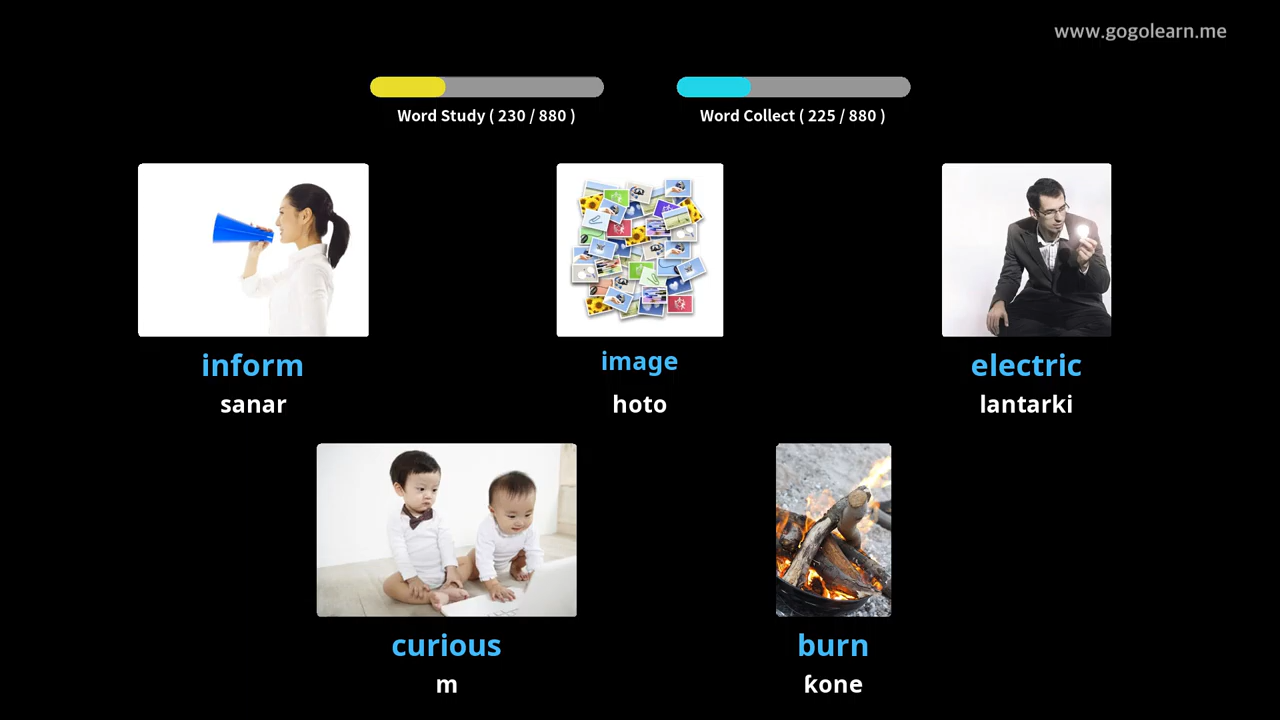 www.gogolearn.me
Word Study ( 230 / 880 )
Word Collect ( 225 / 880 )
inform
image
electric
sanar
hoto
lantarki
curious
burn
m
ƙone